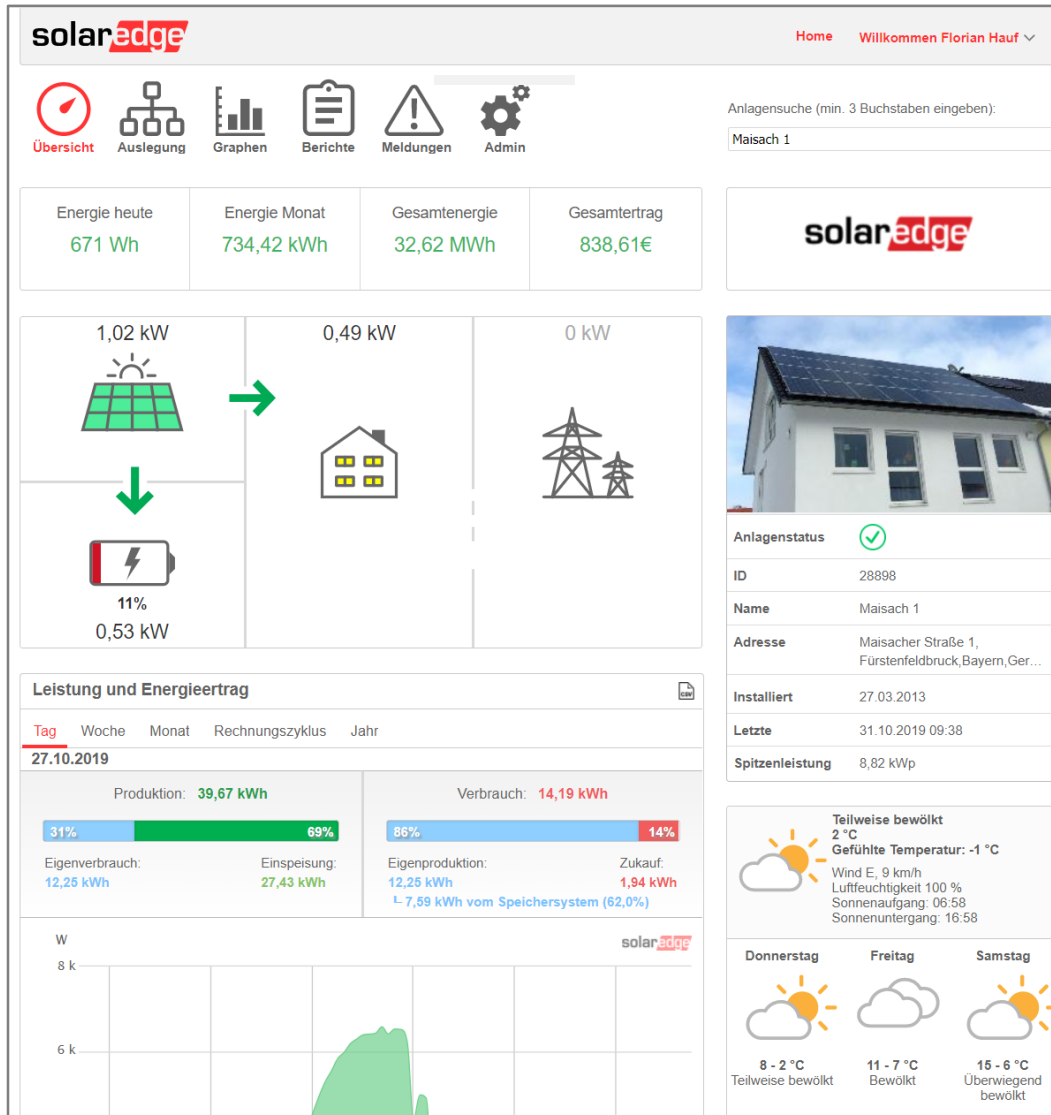 solaredge
Home Willkommen Florian Hauf
Übersicht Auslegung Graphen Berichte Meldungen Admin
Anlagensuche (min. 3 Buchstaben eingeben):
Maisach 1
Energie heute Energie Monat Gesamtenergie Gesamtertrag
671 Wh 734,42 kWh 32,62 MWh 838,61€
solaredge
1,02 kW 0,49 kW 0 kW
11%
0,53 kW
Anlagenstatus
ID 28898
Name Maisach 1
Adresse Maisacher Straße 1,
Fürstenfeldbruck,Bayern,Ger...
Installiert 27.03.2013
Letzte 31.10.2019 09:38
Spitzenleistung 8,82 kWp
Leistung und Energieertrag
CSV
Tag Woche Monat Rechnungszyklus Jahr
27.10.2019
Produktion: 39,67 kWh Verbrauch: 14,19 kWh
31% 69% 86% 14%
Eigenverbrauch: Einspeisung: Eigenproduktion: Zukauf:
12,25 kWh 27,43 kWh 12,25 kWh 1,94 kWh
7,59 kWh vom Speichersystem (62,0%)
W
solaredge
8 k
6 k
Teilweise bewölkt
2 °C
Gefühlte Temperatur: -1 °C
Wind E, 9 km/h
Luftfeuchtigkeit 100 %
Sonnenaufgang: 06:58
Sonnenuntergang: 16:58
Donnerstag Freitag Samstag
8 - 2 °C 11 - 7 °C 15 - 6 °C
Teilweise bewölkt Bewölkt Überwiegend
bewölkt